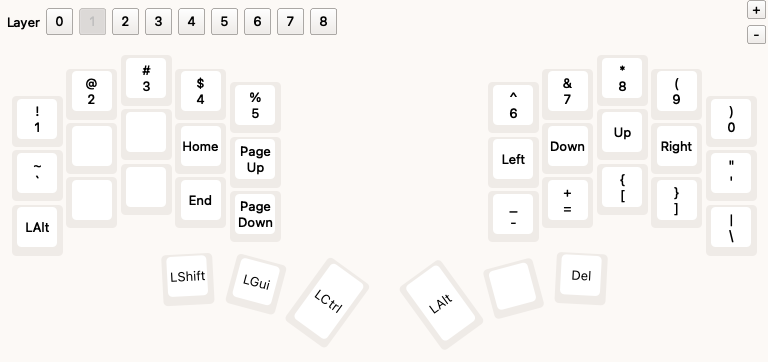 Layer 0 1 2 3 4 5 6 7 8
+
-
!
1
@
2
#
3
$
4
%
5
^
6
&
7
*
8
(
9
)
0
~
`
Home
Page
Up
Left
Down
Up
Right
"
'
LAlt
End
Page
Down
_
-
+
=
{
[
}
]
|
\
LShift
LGui
LCtrl
LAlt
Del